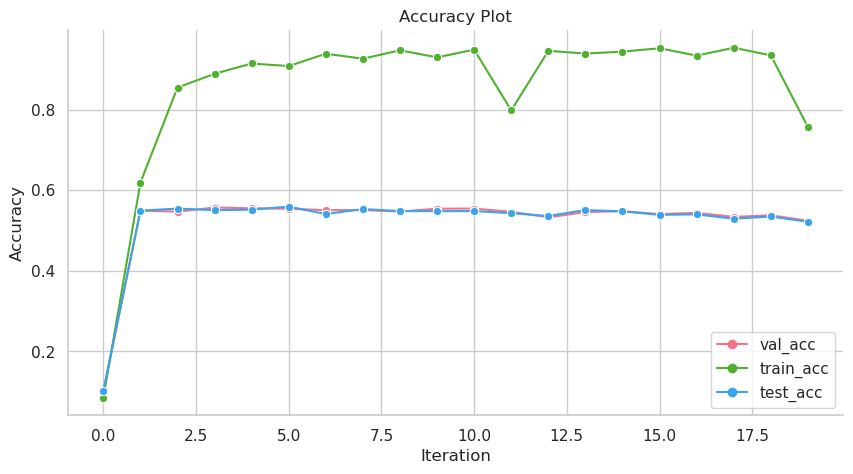 Accuracy Plot
Accuracy
0.8
0.6
0.4
0.2
0.0 2.5 5.0 7.5 10.0 12.5 15.0 17.5
Iteration
val_acc
train_acc
test_acc